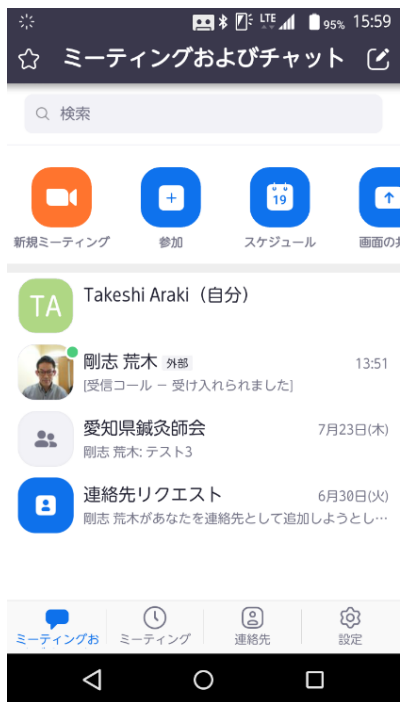 LTE 95% 15:59
ミーティングおよびチャット
検索
19
新規ミーティング 参加 スケジュール 画面の共
TA Takeshi Araki（自分）
剛志 荒木 外部 13:51
[受信コール − 受け入れられました]
愛知県鍼灸師会 7月23日(木)
剛志 荒木: テスト3
連絡先リクエスト 6月30日(火)
剛志 荒木があなたを連絡先として追加しようとし…
ミーティングお ミーティング 連絡先 設定